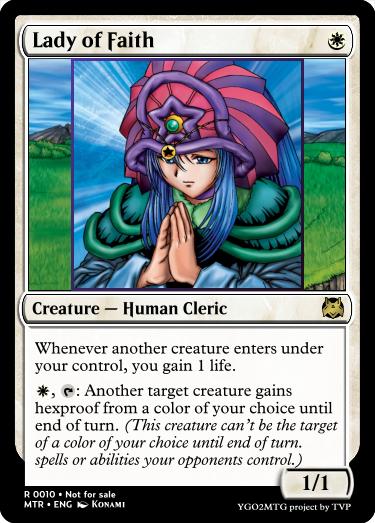 Lady of Faith
Creature — Human Cleric
Whenever another creature enters under
your control, you gain 1 life.
, : Another target creature gains
hexproof from a color of your choice until
end of turn. (This creature can't be the target
of a color of your choice until end of turn.
spells or abilities your opponents control.)
1/1
R 0010 • Not for sale
MTR • ENG KONAMI
YGO2MTG project by TVP